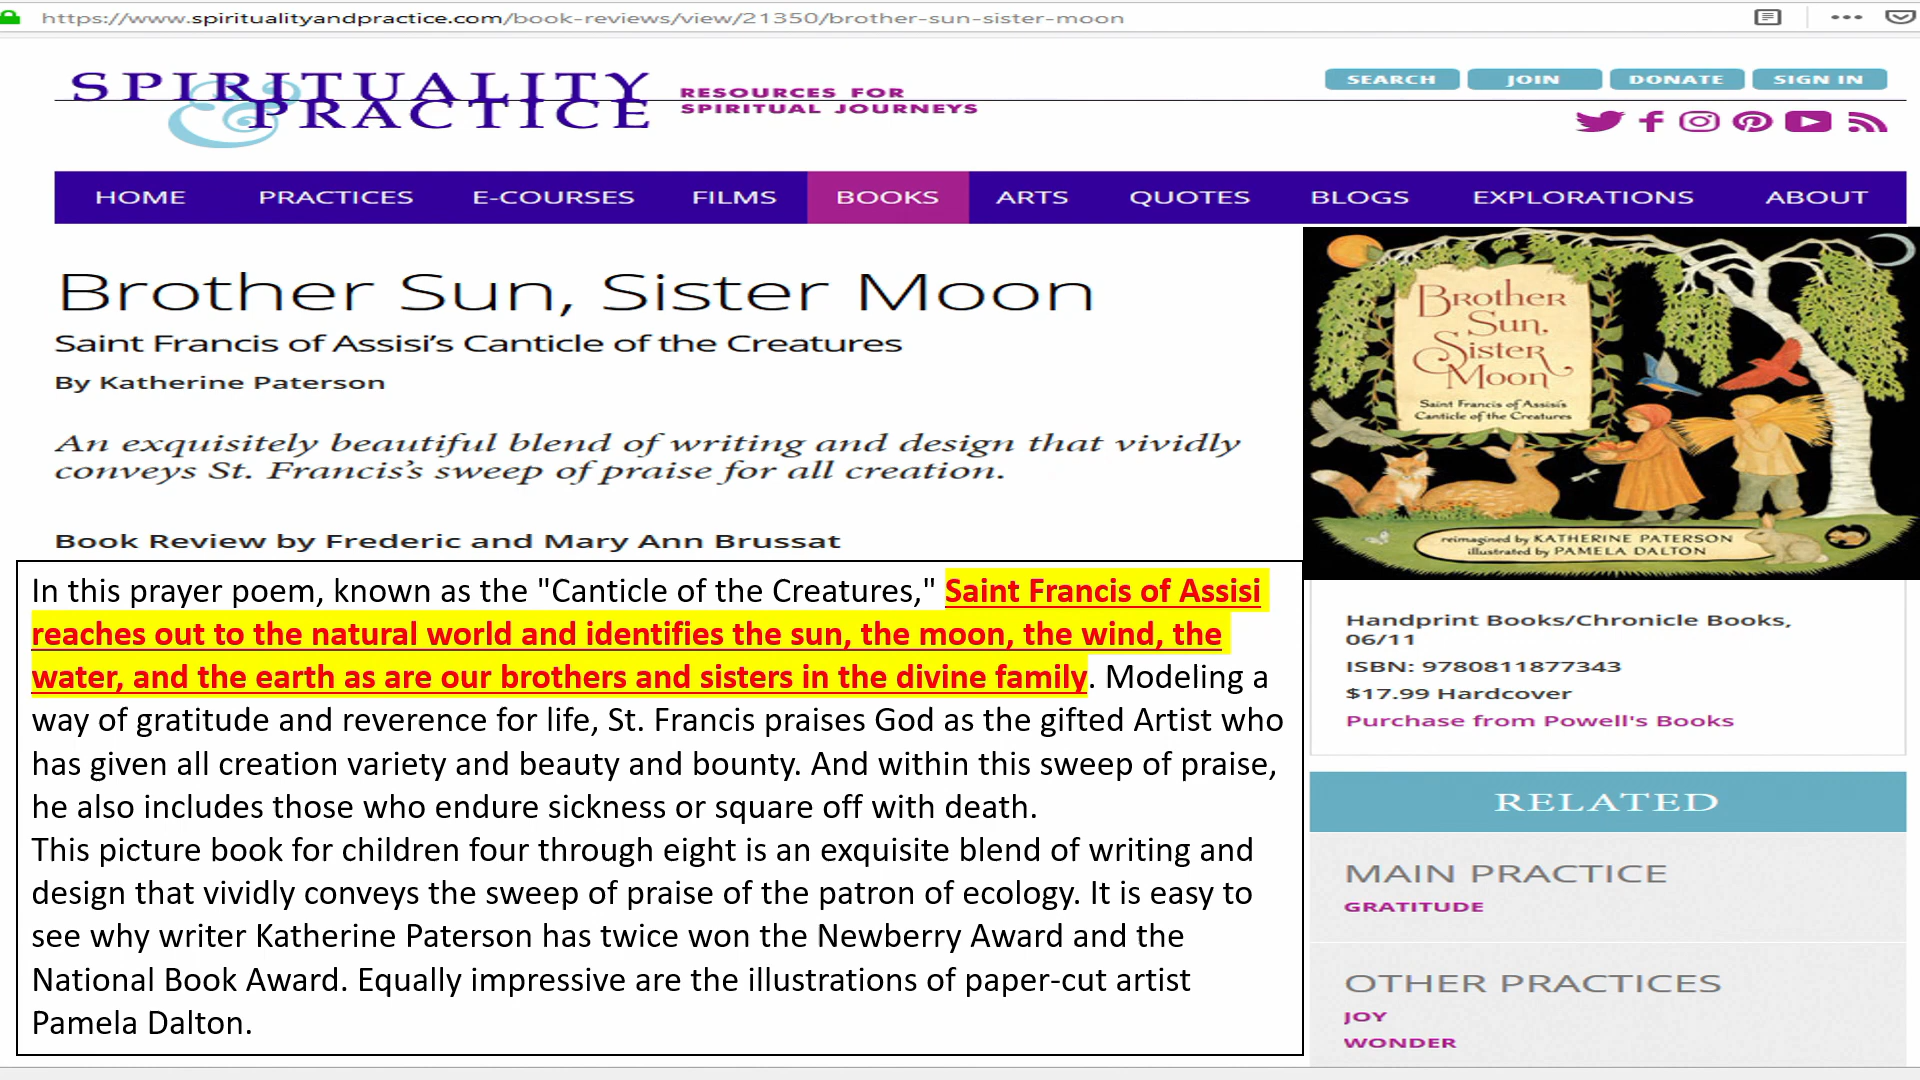 https://www.spiritualityandpractice.com/book-reviews/view/21350/brother-sun-sister-moon
SPIRITUALITY
& PRACTICE
RESOURCES FOR
SPIRITUAL JOURNEYS
SEARCH JOIN DONATE SIGN IN
HOME PRACTICES E-COURSES FILMS BOOKS ARTS QUOTES BLOGS EXPLORATIONS ABOUT
Brother Sun, Sister Moon
Saint Francis of Assisi's Canticle of the Creatures
By Katherine Paterson
An exquisitely beautiful blend of writing and design that vividly
conveys St. Francis's sweep of praise for all creation.
Book Review by Frederic and Mary Ann Brussat
In this prayer poem, known as the "Canticle of the Creatures," Saint Francis of Assisi
reaches out to the natural world and identifies the sun, the moon, the wind, the
water, and the earth as are our brothers and sisters in the divine family. Modeling a
way of gratitude and reverence for life, St. Francis praises God as the gifted Artist who
has given all creation variety and beauty and bounty. And within this sweep of praise,
he also includes those who endure sickness or square off with death.
This picture book for children four through eight is an exquisite blend of writing and
design that vividly conveys the sweep of praise of the patron of ecology. It is easy to
see why writer Katherine Paterson has twice won the Newberry Award and the
National Book Award. Equally impressive are the illustrations of paper-cut artist
Pamela Dalton.
Brother
Sun,
Sister
Moon
Saint Francis of Assisi's
Canticle of the Creatures
reimagined by KATHERINE PATERSON
illustrated by PAMELA DALTON
Handprint Books/Chronicle Books,
06/11
ISBN: 9780811877343
$17.99 Hardcover
Purchase from Powell's Books
RELATED
MAIN PRACTICE
GRATITUDE
OTHER PRACTICES
JOY
WONDER